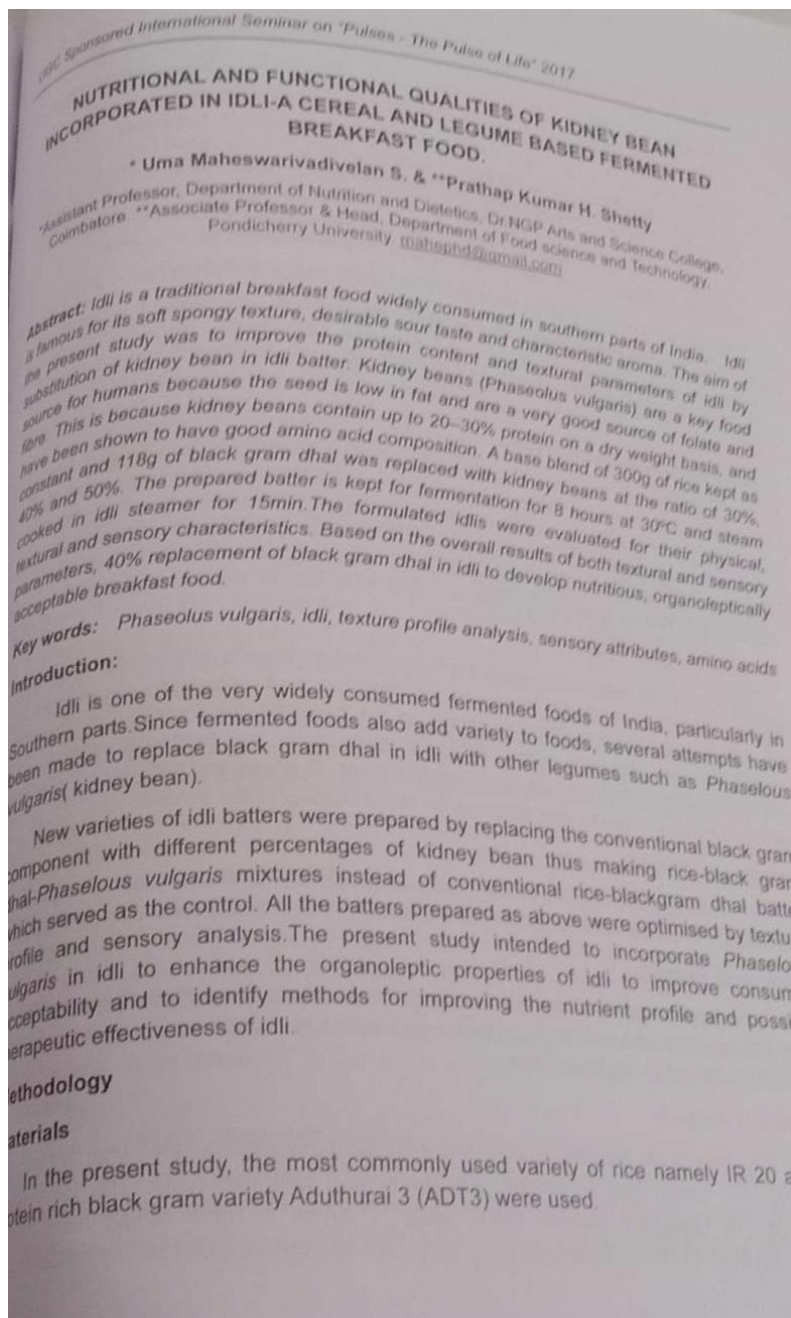 UGC Sponsored International Seminar on "Pulses - The Pulse of Life" 2017
NUTRITIONAL AND FUNCTIONAL QUALITIES OF KIDNEY BEAN
INCORPORATED IN IDLI-A CEREAL AND LEGUME BASED FERMENTED
BREAKFAST FOOD.
* Uma Maheswarivadivelan S. & **Prathap Kumar H. Shetty
*Assistant Professor, Department of Nutrition and Dietetics, Dr.NGP Arts and Science College,
Coimbatore. **Associate Professor & Head, Department of Food science and Technology,
Pondicherry University. mahephd@gmail.com
Abstract: Idli is a traditional breakfast food widely consumed in southern parts of India. Idli
is famous for its soft spongy texture, desirable sour taste and characteristic aroma. The aim of
the present study was to improve the protein content and textural parameters of idli by
substitution of kidney bean in idli batter. Kidney beans (Phaseolus vulgaris) are a key food
source for humans because the seed is low in fat and are a very good source of folate and
fibre. This is because kidney beans contain up to 20–30% protein on a dry weight basis, and
have been shown to have good amino acid composition. A base blend of 300g of rice kept as
constant and 118g of black gram dhal was replaced with kidney beans at the ratio of 30%,
40% and 50%. The prepared batter is kept for fermentation for 8 hours at 30ºC and steam
cooked in idli steamer for 15min.The formulated idlis were evaluated for their physical,
textural and sensory characteristics. Based on the overall results of both textural and sensory
parameters, 40% replacement of black gram dhal in idli to develop nutritious, organoleptically
acceptable breakfast food.
Key words: Phaseolus vulgaris, idli, texture profile analysis, sensory attributes, amino acids
Introduction:
Idli is one of the very widely consumed fermented foods of India, particularly in
Southern parts.Since fermented foods also add variety to foods, several attempts have
been made to replace black gram dhal in idli with other legumes such as Phaselous
vulgaris( kidney bean).
New varieties of idli batters were prepared by replacing the conventional black gram
component with different percentages of kidney bean thus making rice-black gram
dhal-Phaselous vulgaris mixtures instead of conventional rice-blackgram dhal batte
which served as the control. All the batters prepared as above were optimised by textu
rofile and sensory analysis.The present study intended to incorporate Phaselo
ulgaris in idli to enhance the organoleptic properties of idli to improve consum
cceptability and to identify methods for improving the nutrient profile and possi
erapeutic effectiveness of idli.
ethodology
aterials
In the present study, the most commonly used variety of rice namely IR 20 a
otein rich black gram variety Aduthurai 3 (ADT3) were used.